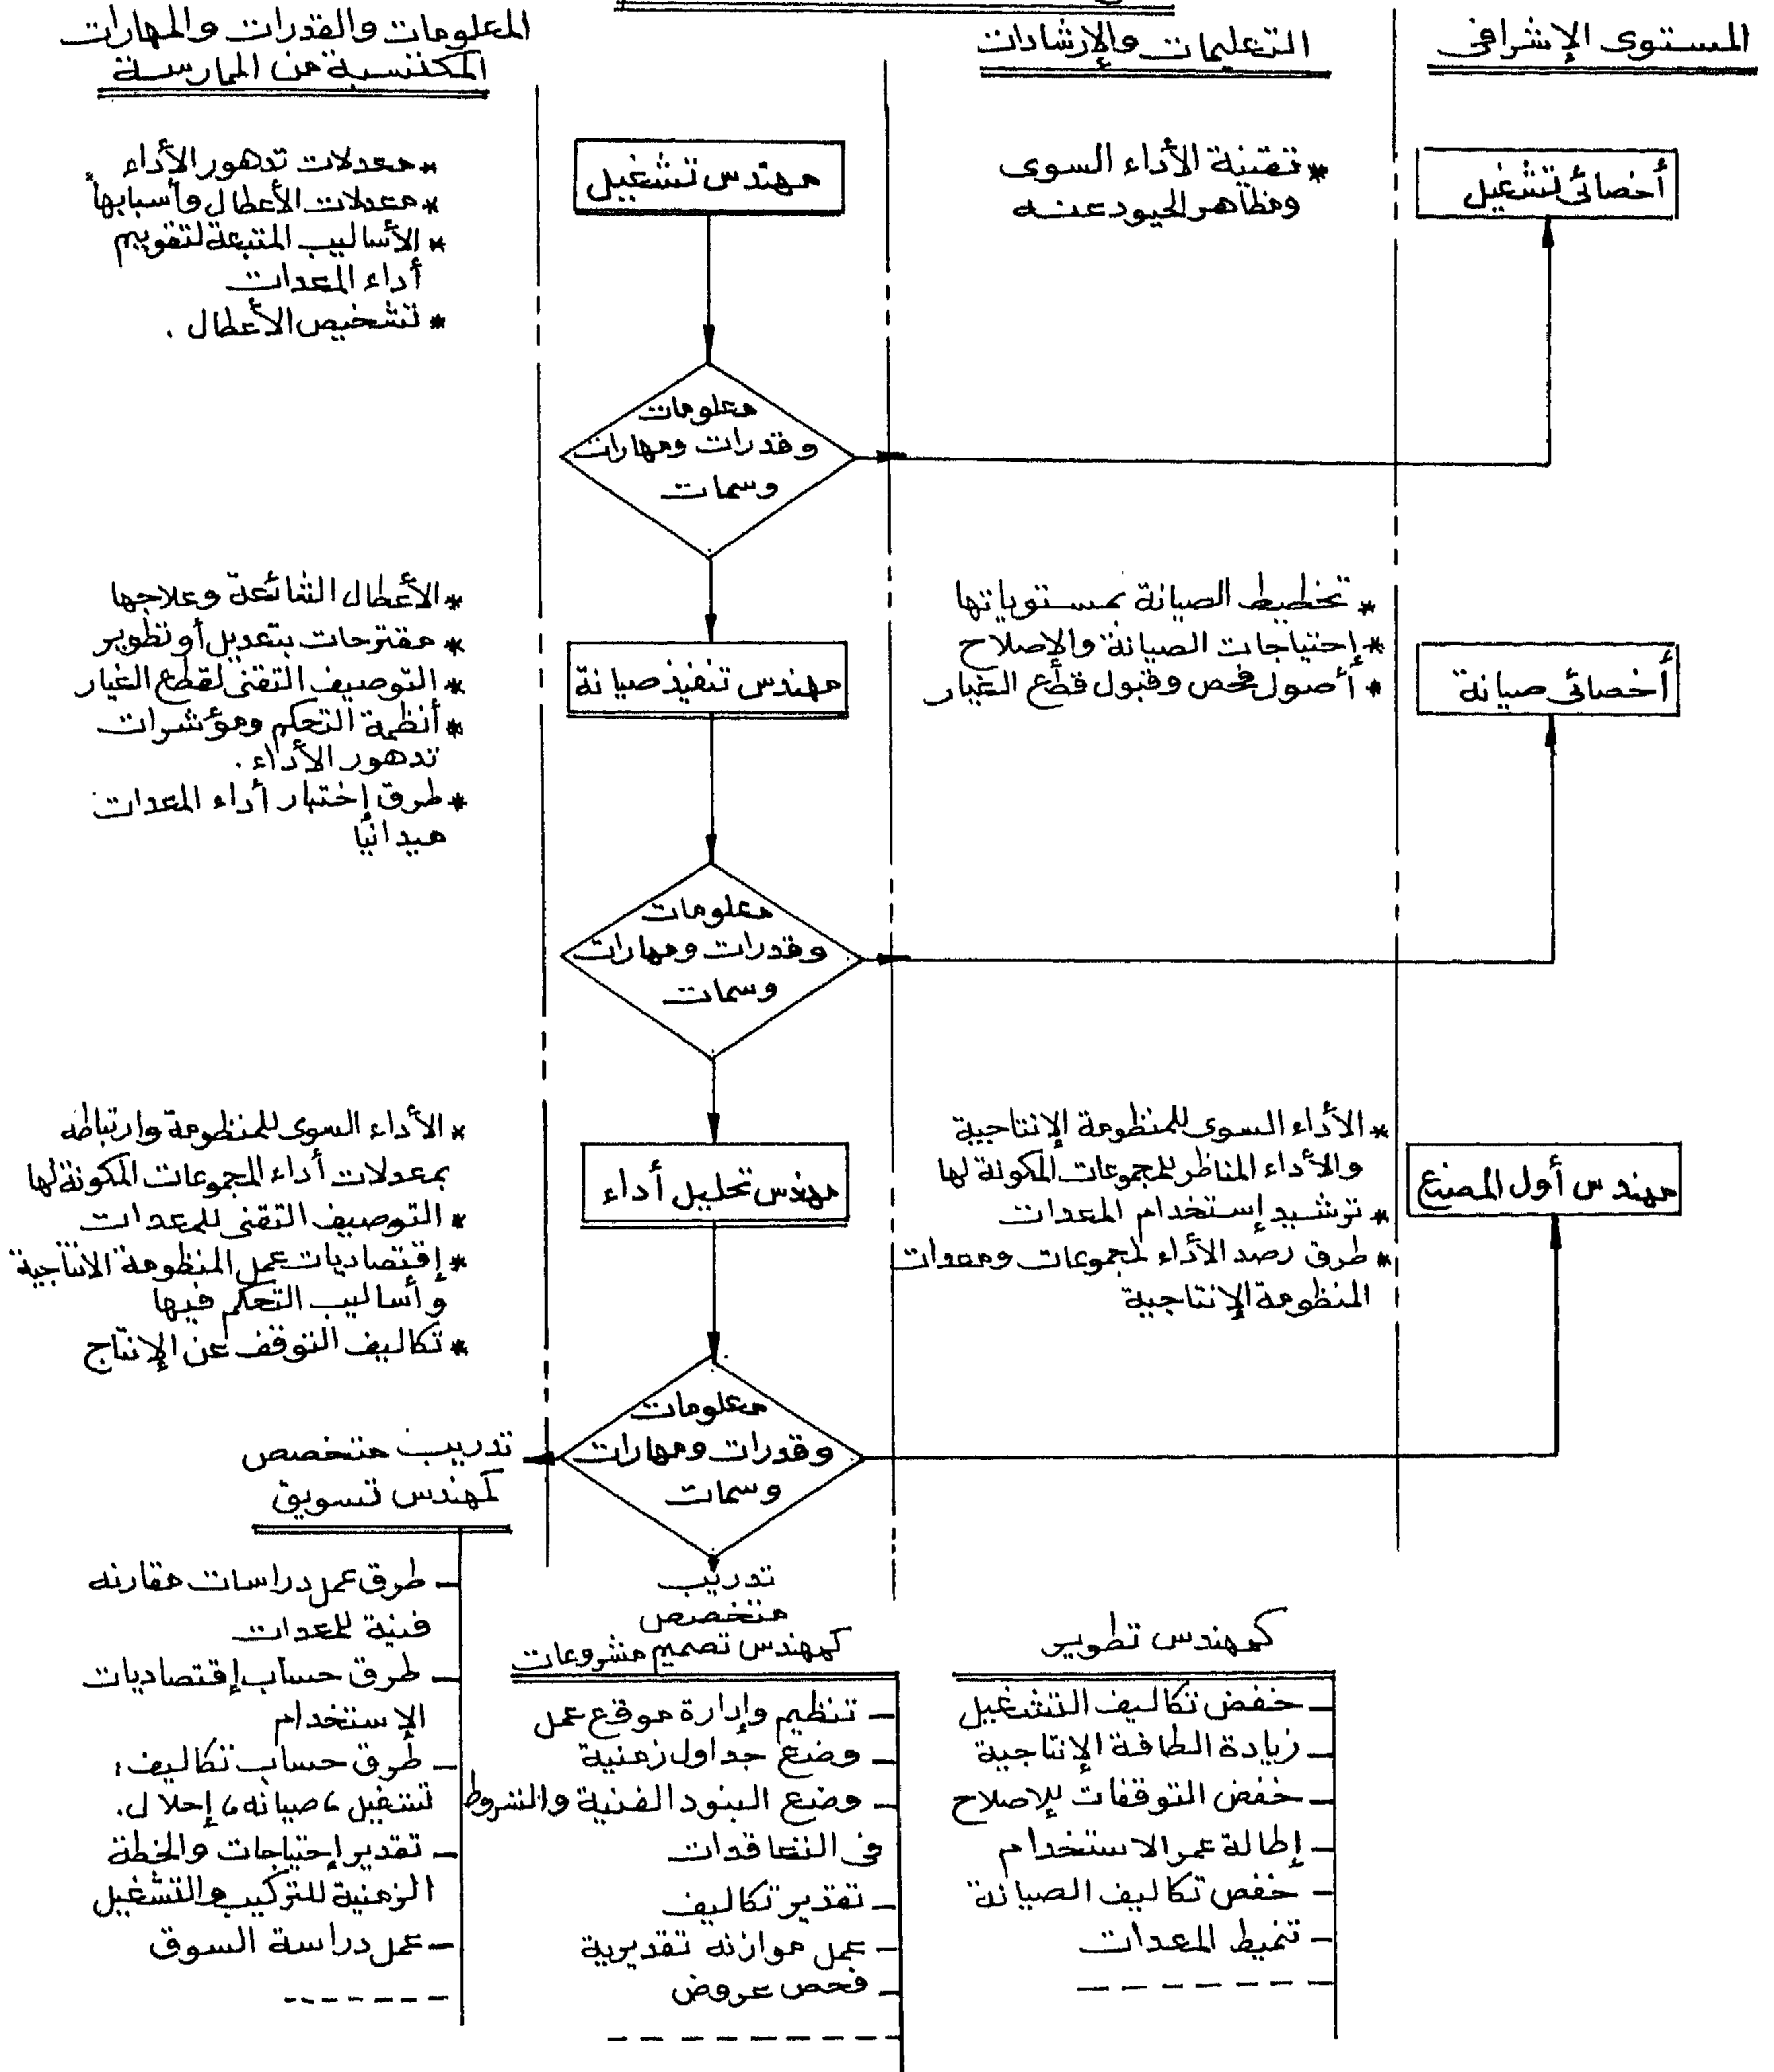 المستوى الإشرافى
التعليمات والإرشادات
المعلومات والقدرات والمهارات
المكتسبة من الممارسة
أخصائى تشغيل
* تقنية الأداء السوى
ومظاهر الحيود عنه
مهندس تشغيل
* معدلات تدهور الأداء
* معدلات الأعطال وأسبابها
* الأساليب المتبعة لتقويم
أداء المعدات
* تشخيص الأعطال .
معلومات
وقدرات ومهارات
وسمات
أخصائى صيانة
* تخطيط الصيانة بمستوياتها
* إحتياجات الصيانة والإصلاح
* أصول فحص وقبول قطع الغيار
مهندس تنفيذ صيانة
* الأعطال الشائعة وعلاجها
* مقترحات بتعديل أو تطوير
* التوصيف التقنى لقطع الغيار
* أنظمة التحكم ومؤشرات
تدهور الأداء .
* طرق إختبار أداء المعدات
ميدانيًا
معلومات
وقدرات ومهارات
وسمات
مهندس أول المصنع
* الأداء السوى للمنظومة الإنتاجية
والأداء المناظر للمجموعات المكونة لها
* ترشيد إستخدام المعدات
* طرق رصد الأداء لمجموعات ومعدات
المنظومة الإنتاجية
مهندس تحليل أداء
* الأداء السوى للمنظومة وارتباطه
بمعدلات أداء المجموعات المكونة لها
* التوصيف التقنى للمعدات
* إقتصاديات عمل المنظومة الانتاجية
وأساليب التحكم فيها
* تكاليف التوقف عن الإنتاج
معلومات
وقدرات ومهارات
وسمات
كمهندس تطوير
– خفض تكاليف التشغيل
– زيادة الطاقة الإنتاجية
– خفض التوقفات للإصلاح
– إطالة عمر الاستخدام
– خفض تكاليف الصيانة
– تنميط المعدات
تدريب
متخصص
كمهندس تصميم مشروعات
– تنظيم وإدارة موقع عمل
– وضع جداول زمنية
– وضع البنود الفنية والشروط
فى التعاقدات
– تقدير تكاليف
– عمل موازنه تقديرية
– فحص عروض
تدريب متخصص
كمهندس تسويق
– طرق عمل دراسات مقارنه
فنية للمعدات
– طرق حساب إقتصاديات
الإستخدام
– طرق حساب تكاليف :
تشغيل ، صيانه ، إحلال .
– تقدير إحتياجات والخطة
الزمنية للتركيب والتشغيل
– عمل دراسة السوق